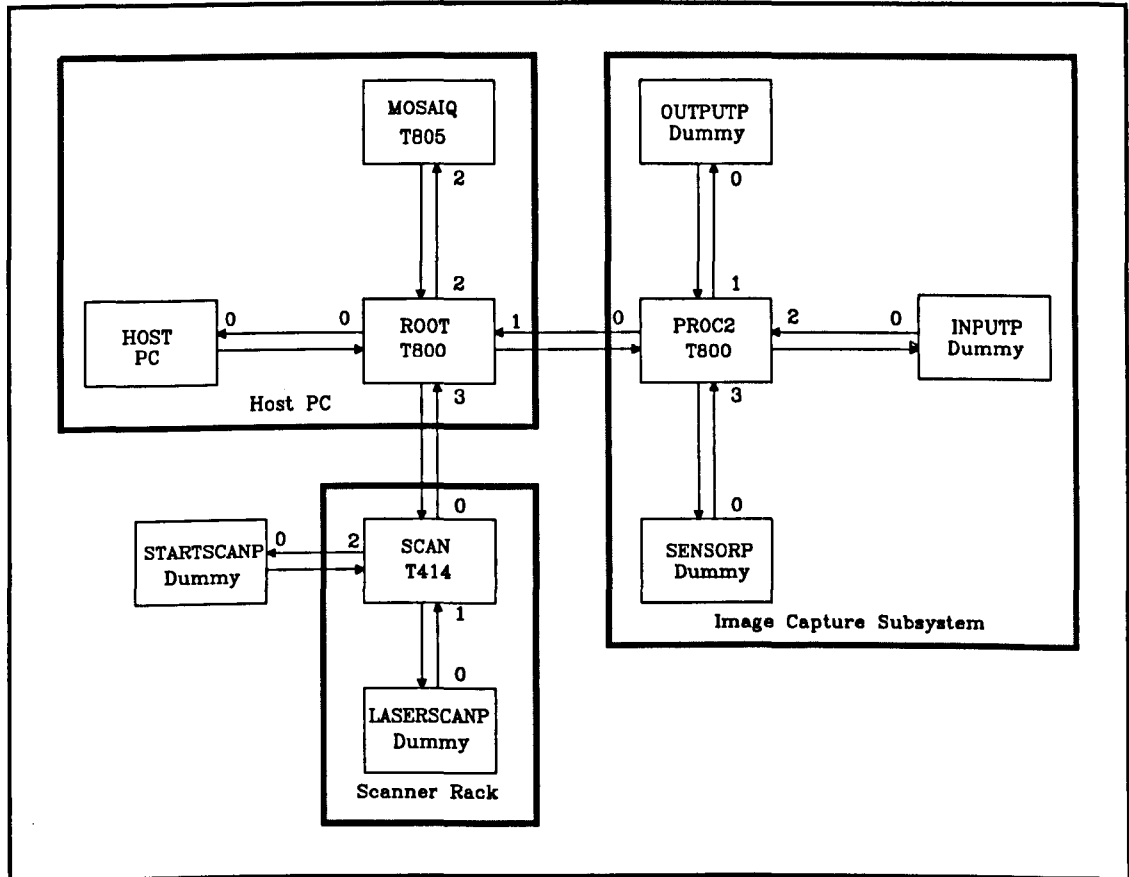 MOSAIQ
T805
2
2
HOST
PC
0
0
ROOT
T800
1
3
Host PC
OUTPUTP
Dummy
0
1
0
PROC2
T800
2
0
INPUTP
Dummy
3
0
SENSORP
Dummy
Image Capture Subsystem
0
STARTSCANP
Dummy
0
2
SCAN
T414
1
0
LASERSCANP
Dummy
Scanner Rack